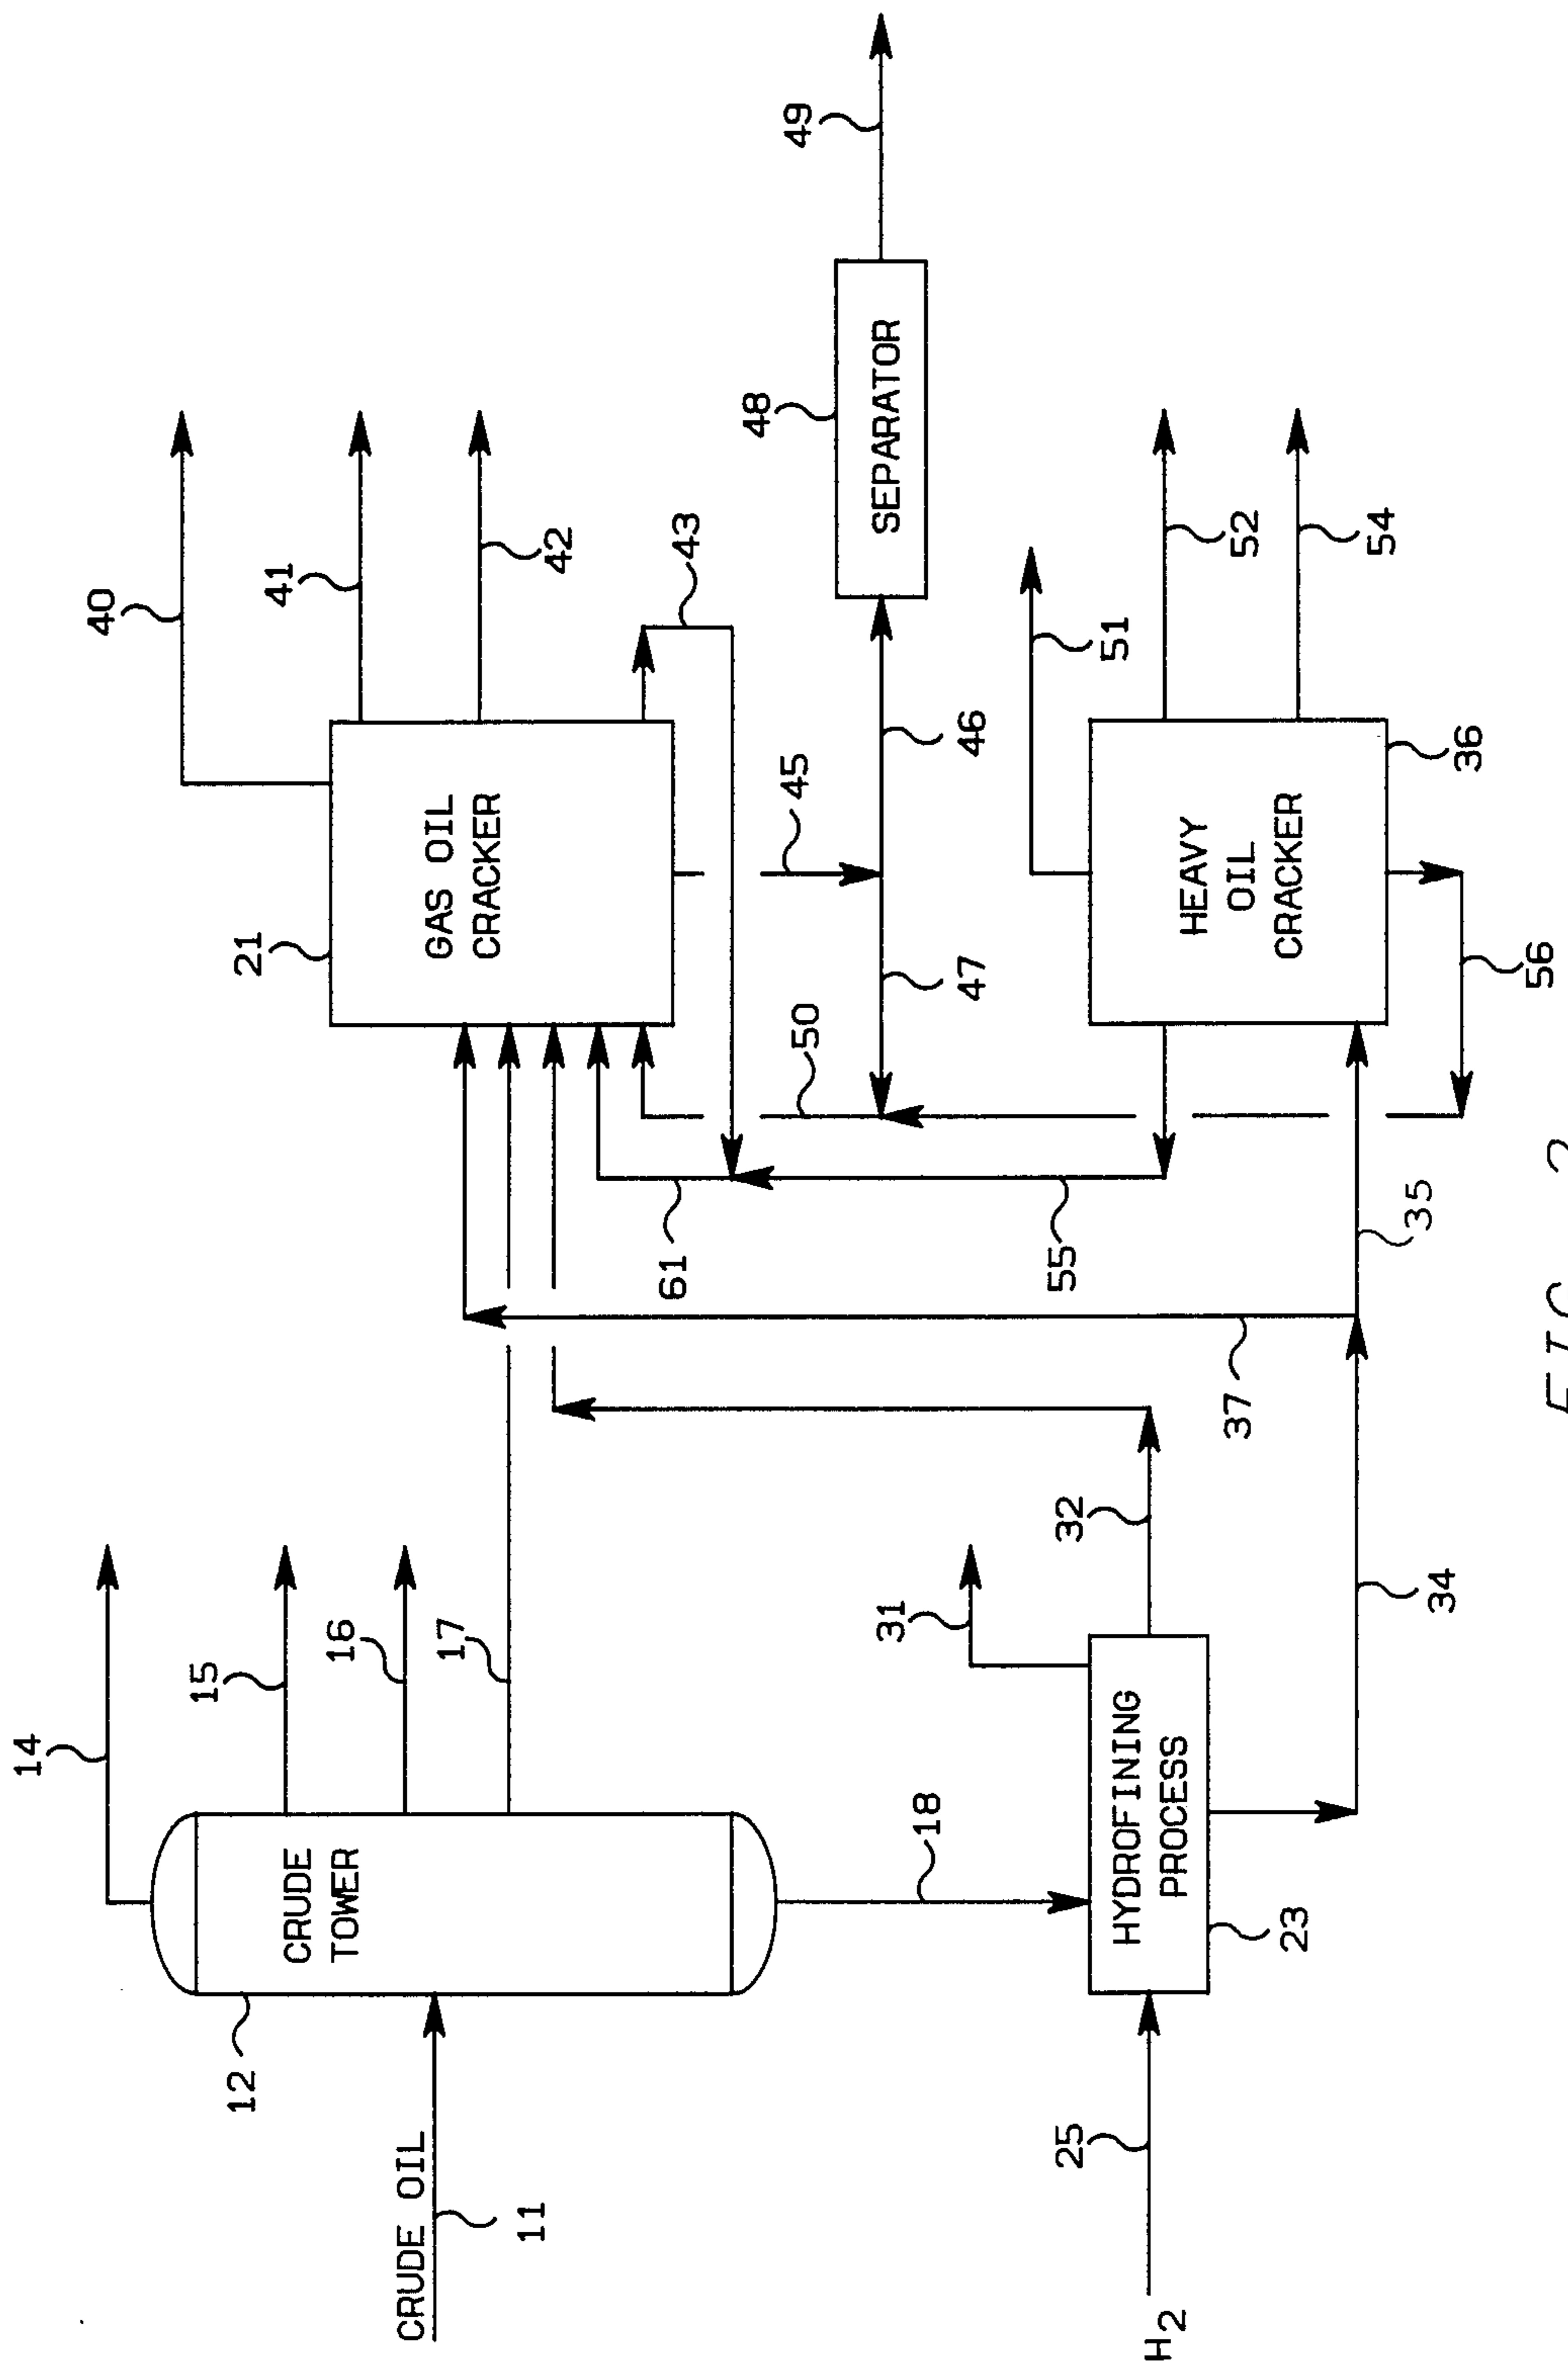 14
15
16
17
CRUDE
TOWER
12
CRUDE OIL
11
18
H2
25
HYDROFINING
PROCESS
23
31
32
34
37
35
61
55
50
47
21
GAS OIL
CRACKER
40
41
42
43
45
46
48
SEPARATOR
49
HEAVY
OIL
CRACKER
36
51
52
54
56